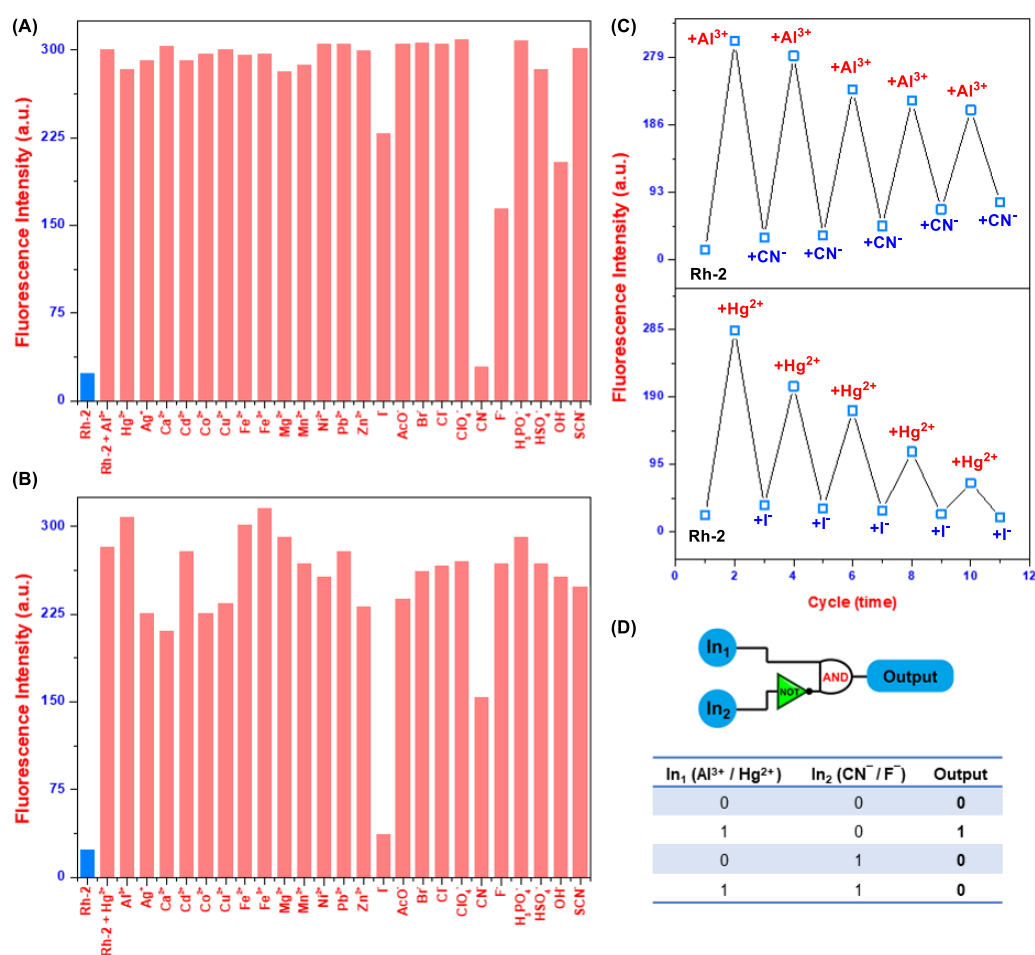 (A)
Fluorescence Intensity (a.u.)
300
225
150
75
0
Rh-2
Rh-2 + Al³⁺
Hg²⁺
Ag⁺
Ca²⁺
Cd²⁺
Co²⁺
Cu²⁺
Fe²⁺
Fe³⁺
Mg²⁺
Mn²⁺
Ni²⁺
Pb²⁺
Zn²⁺
I⁻
AcO⁻
Br⁻
Cl⁻
ClO₄⁻
CN⁻
F⁻
HSO₄⁻
OH⁻
SCN⁻
(B)
Fluorescence Intensity (a.u.)
300
225
150
75
0
Rh-2
Rh-2 + Hg²⁺
Al³⁺
Ag⁺
Ca²⁺
Cd²⁺
Co²⁺
Cu²⁺
Fe²⁺
Fe³⁺
Mn²⁺
Ni²⁺
Pb²⁺
Zn²⁺
I⁻
AcO⁻
Br⁻
Cl⁻
ClO₄⁻
CN⁻
F⁻
HSO₄⁻
OH⁻
SCN⁻
(C)
Fluorescence Intensity (a.u.)
279
186
93
0
+Al³⁺
+Al³⁺
+Al³⁺
+Al³⁺
+Al³⁺
Rh-2
+CN⁻
+CN⁻
+CN⁻
+CN⁻
+CN⁻
285
190
95
0
+Hg²⁺
+Hg²⁺
+Hg²⁺
+Hg²⁺
+Hg²⁺
Rh-2
+I⁻
+I⁻
+I⁻
+I⁻
+I⁻
0 2 4 6 8 10 12
Cycle (time)
(D)
In₁
In₂
NOT
AND
Output
In₁ (Al³⁺ / Hg²⁺) In₂ (CN⁻ / F⁻) Output
0 0 0
1 0 1
0 1 0
1 1 0